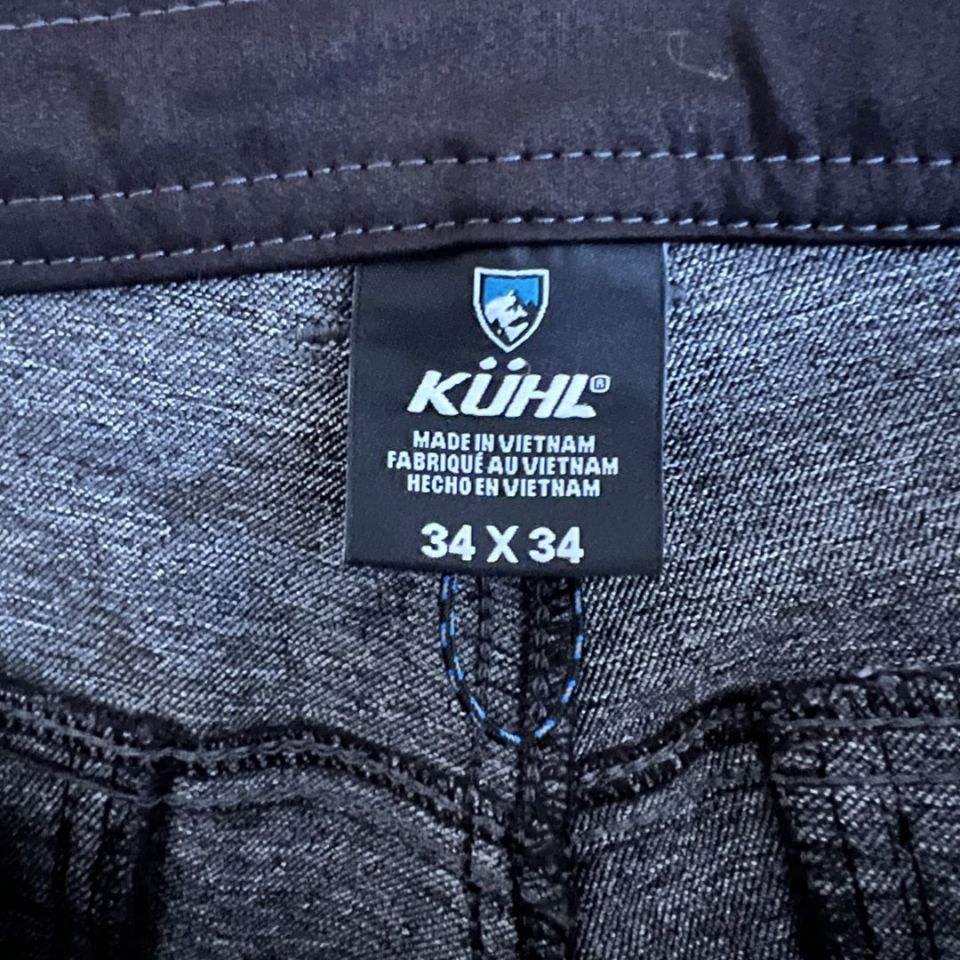 KÜHL®
MADE IN VIETNAM
FABRIQUÉ AU VIETNAM
HECHO EN VIETNAM
34 X 34